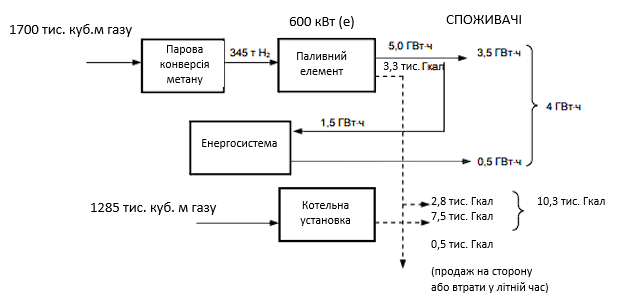 600 кВт (е)
СПОЖИВАЧІ
1700 тис. куб.м газу
Парова
конверсія
метану
345 т H₂
Паливний
елемент
5,0 ГВт·ч
3,3 тис. Гкал
3,5 ГВт·ч
4 ГВт·ч
1,5 ГВт·ч
Енергосистема
0,5 ГВт·ч
1285 тис. куб. м газу
Котельна
установка
2,8 тис. Гкал
7,5 тис. Гкал
10,3 тис. Гкал
0,5 тис. Гкал
(продаж на сторону
або втрати у літній час)